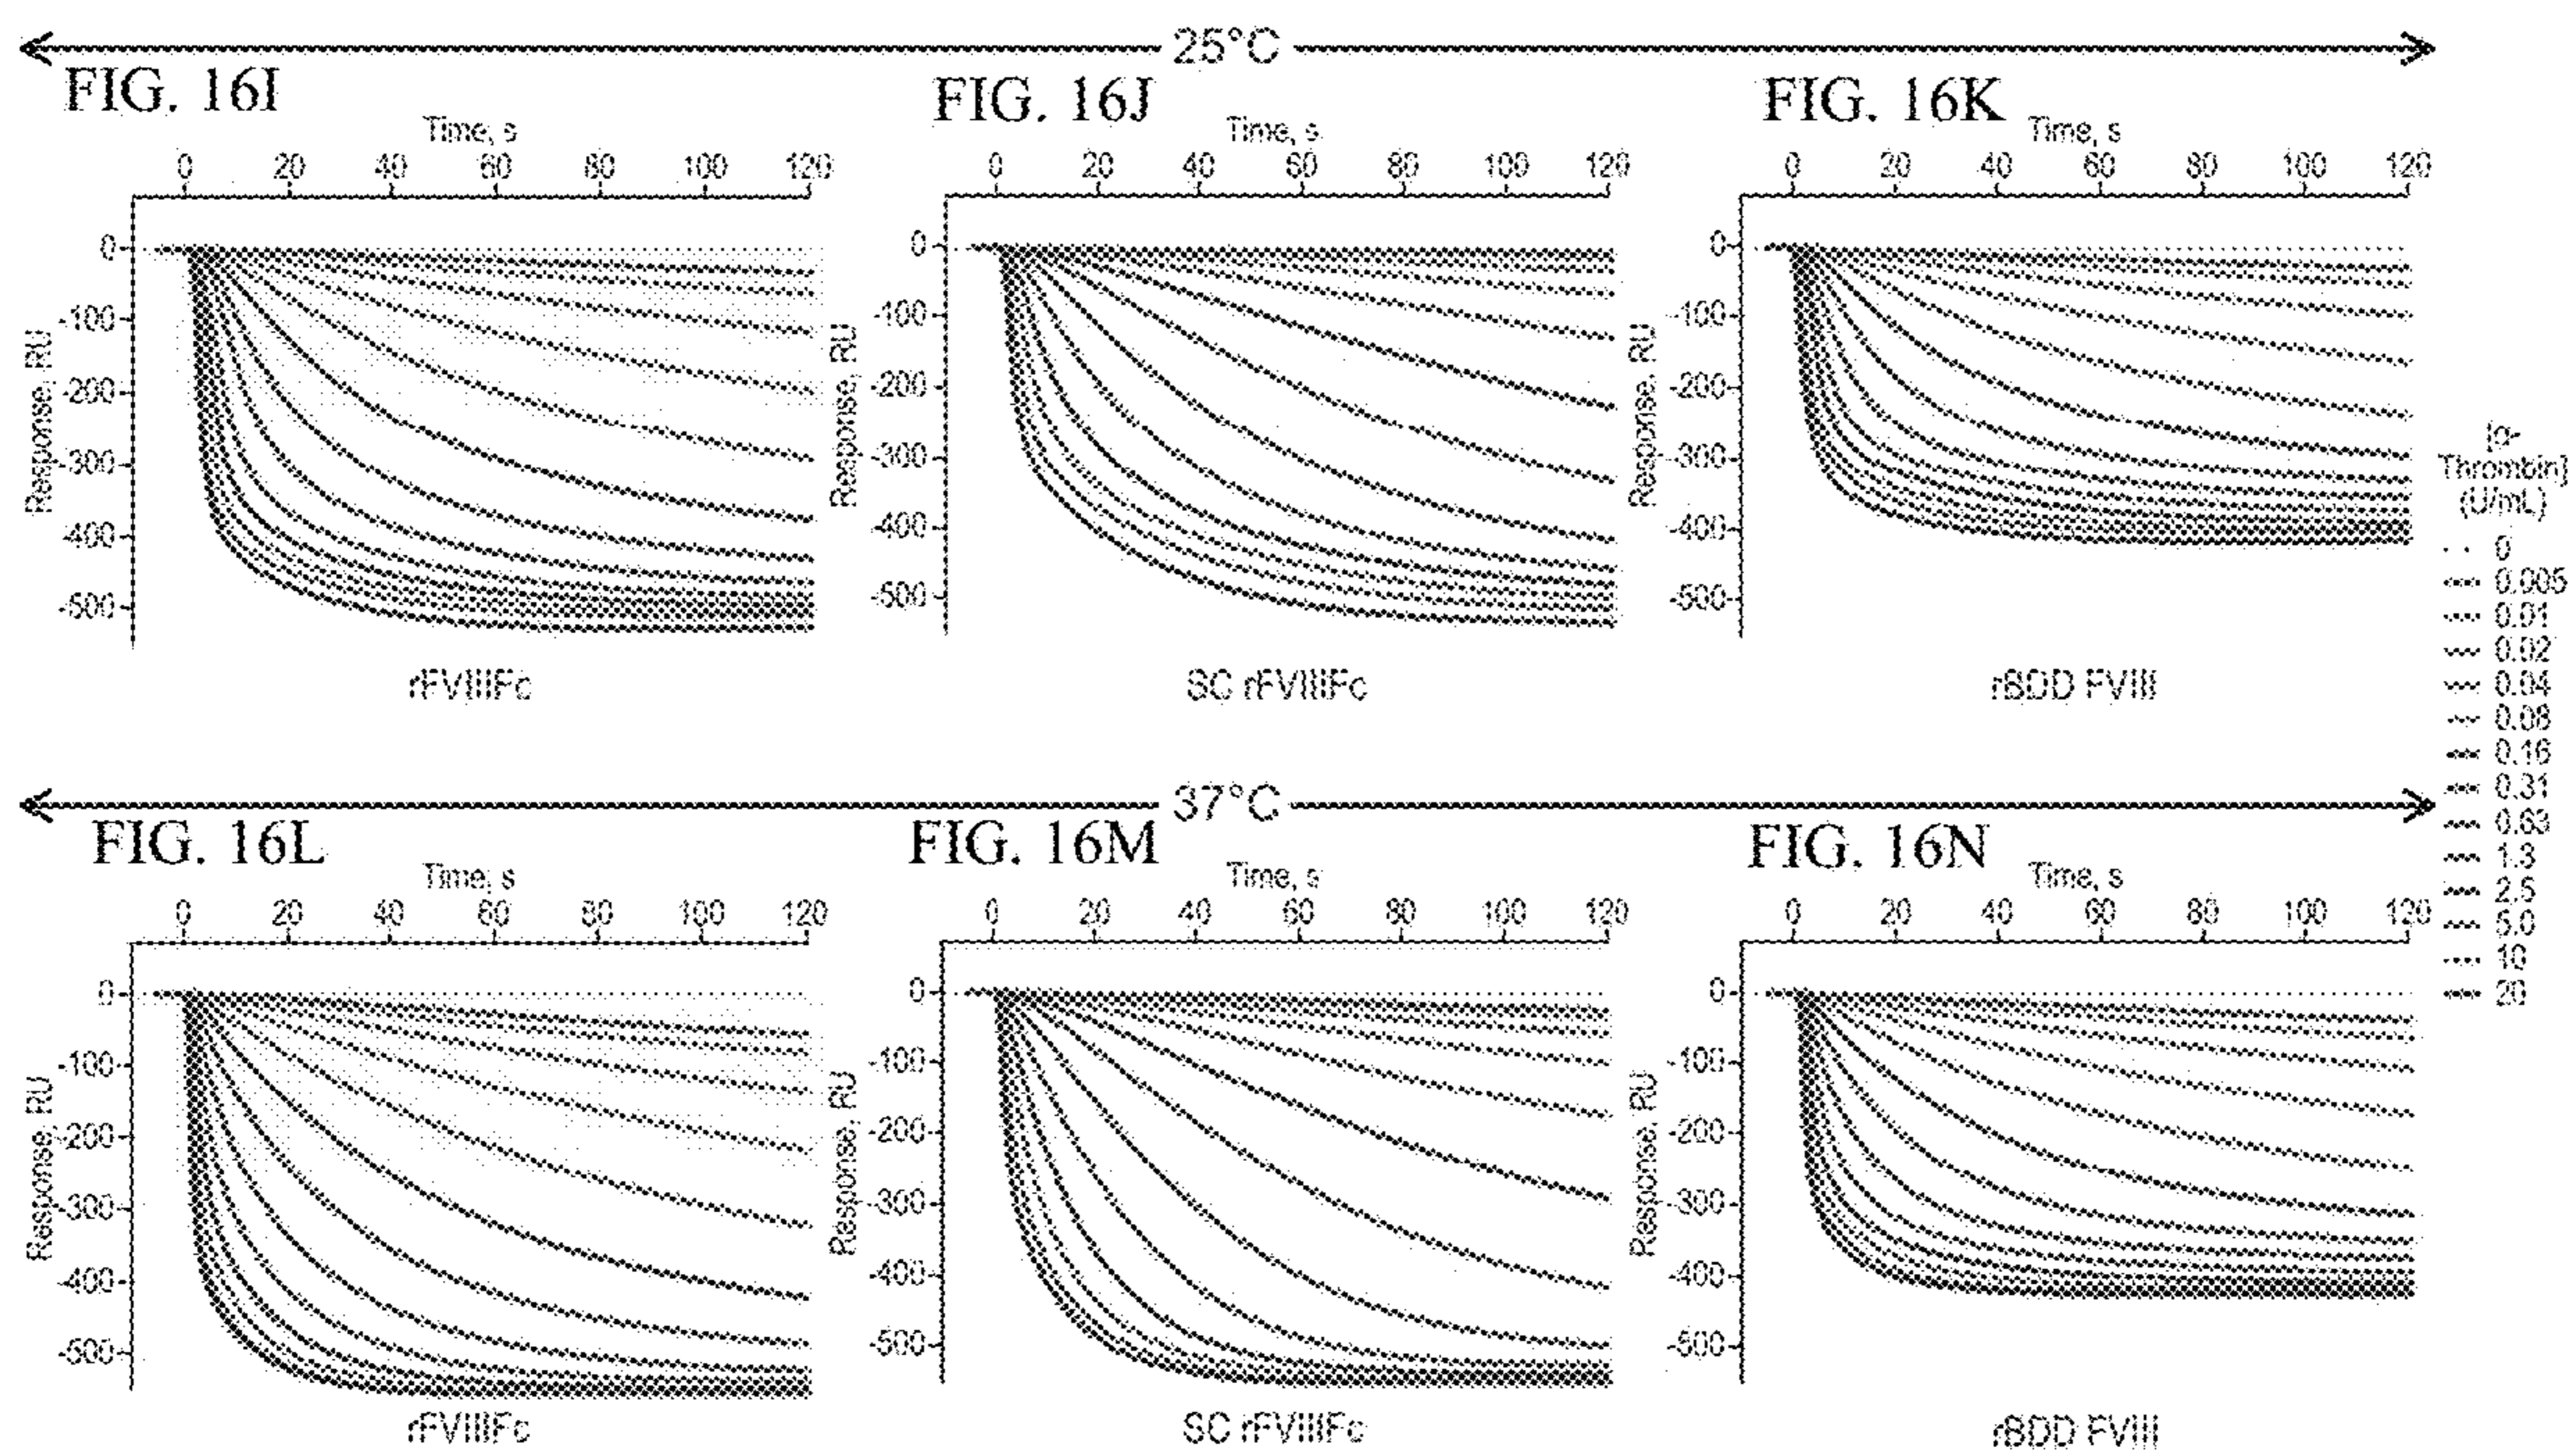 25°C
FIG. 16I
FIG. 16J
FIG. 16K
Time, s
Time, s
Time, s
0 20 40 60 80 100 120
0 20 40 60 80 100 120
0 20 40 60 80 100 120
Response, RU
0
-100
-200
-300
-400
-500
Response, RU
0
-100
-200
-300
-400
-500
Response, RU
0
-100
-200
-300
-400
-500
rFVIIIFc
SC rFVIIIFc
rBDD FVIII
37°C
FIG. 16L
FIG. 16M
FIG. 16N
Time, s
Time, s
Time, s
0 20 40 60 80 100 120
0 20 40 60 80 100 120
0 20 40 60 80 100 120
Response, RU
0
-100
-200
-300
-400
-500
Response, RU
0
-100
-200
-300
-400
-500
Response, RU
0
-100
-200
-300
-400
-500
rFVIIIFc
SC rFVIIIFc
rBDD FVIII
[α-
Thrombin]
(U/mL)
0
0.005
0.01
0.02
0.04
0.08
0.16
0.31
0.63
1.3
2.5
5.0
10
20